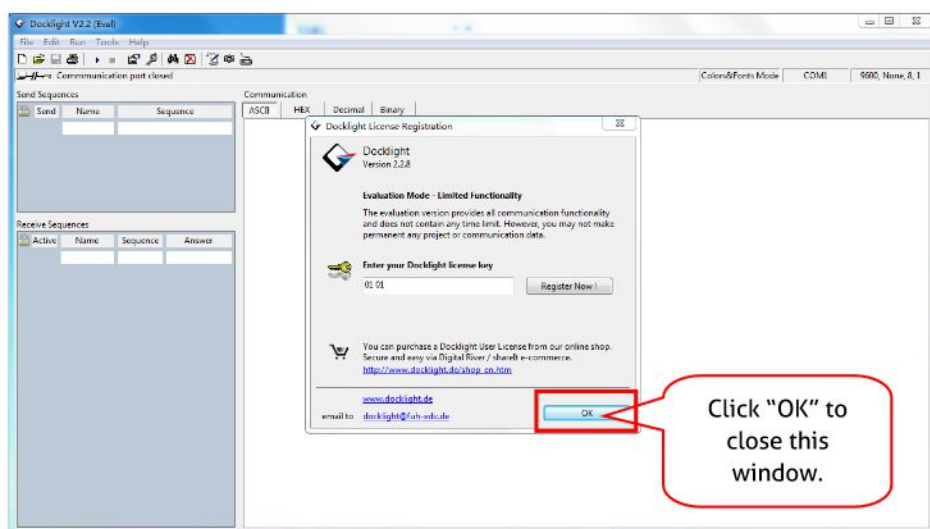 Docklight V2.2 (Eval)
File Edit Run Tools Help
Commmunication port closed
Colors&Fonts Mode COM1 9600, None, 8, 1
Send Sequences
Send Name Sequence
Communication
ASCII HEX Decimal Binary
Docklight License Registration
Docklight
Version 2.2.8
Evaluation Mode - Limited Functionality
The evaluation version provides all communication functionality
and does not contain any time limit. However, you may not make
permanent any project or communication data.
Receive Sequences
Active Name Sequence Answer
Enter your Docklight license key
01 01
Register Now !
You can purchase a Docklight User License from our online shop.
Secure and easy via Digital River / shareIt e-commerce.
http://www.docklight.de/shop_en.htm
www.docklight.de
email to docklight@fuh-edv.de
OK
Click “OK” to
close this
window.